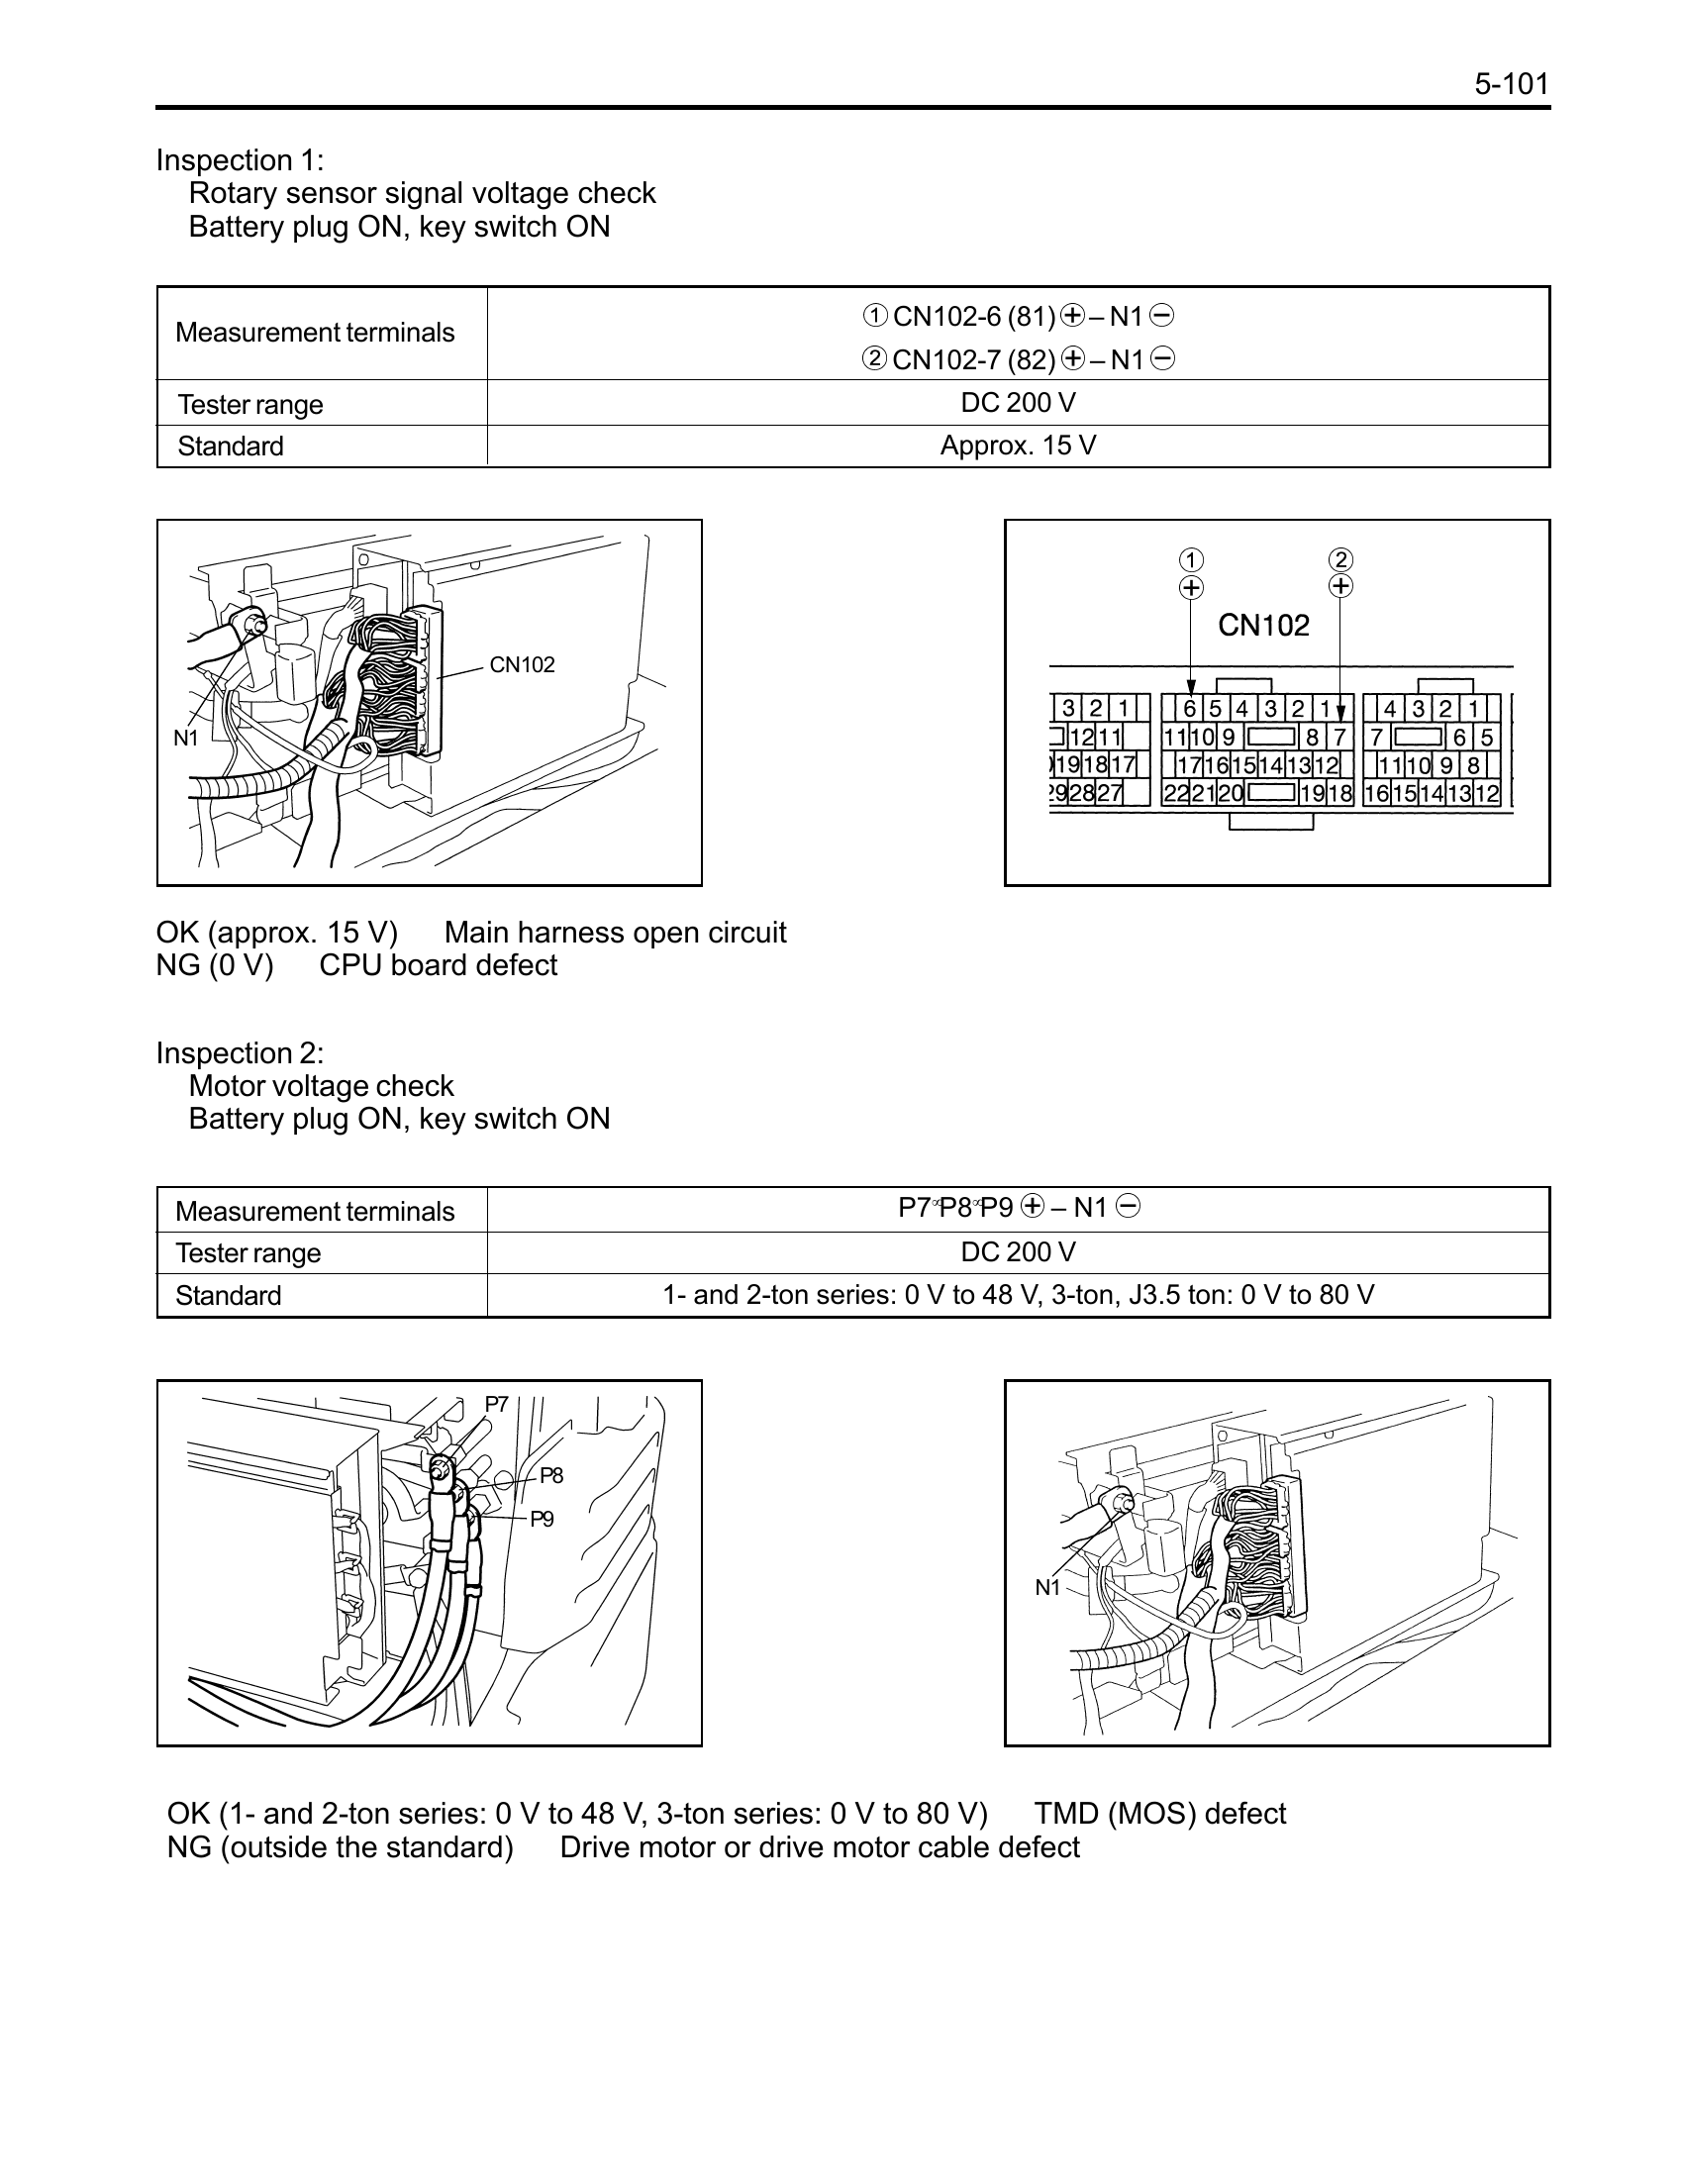 5-101
Inspection 1:
Rotary sensor signal voltage check
Battery plug ON, key switch ON
Measurement terminals
① CN102-6 (81) ⊕ – N1 ⊖
② CN102-7 (82) ⊕ – N1 ⊖
Tester range
DC 200 V
Standard
Approx. 15 V
CN102
N1
① ②
⊕ ⊕
CN102
3 2 1 6 5 4 3 2 1 4 3 2 1
12 11 11 10 9 8 7 7 6 5
19 18 17 17 16 15 14 13 12 11 10 9 8
29 28 27 22 21 20 19 18 16 15 14 13 12
OK (approx. 15 V) Main harness open circuit
NG (0 V) CPU board defect
Inspection 2:
Motor voltage check
Battery plug ON, key switch ON
Measurement terminals
P7∝P8∝P9 ⊕ – N1 ⊖
Tester range
DC 200 V
Standard
1- and 2-ton series: 0 V to 48 V, 3-ton, J3.5 ton: 0 V to 80 V
P7
P8
P9
N1
OK (1- and 2-ton series: 0 V to 48 V, 3-ton series: 0 V to 80 V) TMD (MOS) defect
NG (outside the standard) Drive motor or drive motor cable defect